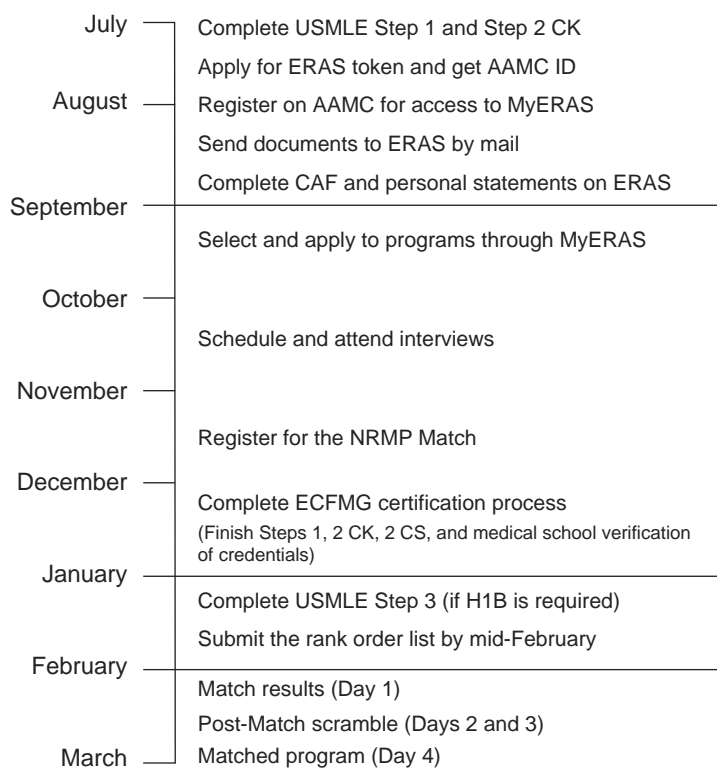 July
Complete USMLE Step 1 and Step 2 CK
Apply for ERAS token and get AAMC ID
August
Register on AAMC for access to MyERAS
Send documents to ERAS by mail
Complete CAF and personal statements on ERAS
September
Select and apply to programs through MyERAS
October
Schedule and attend interviews
November
Register for the NRMP Match
December
Complete ECFMG certification process
(Finish Steps 1, 2 CK, 2 CS, and medical school verification
of credentials)
January
Complete USMLE Step 3 (if H1B is required)
Submit the rank order list by mid-February
February
Match results (Day 1)
Post-Match scramble (Days 2 and 3)
March
Matched program (Day 4)